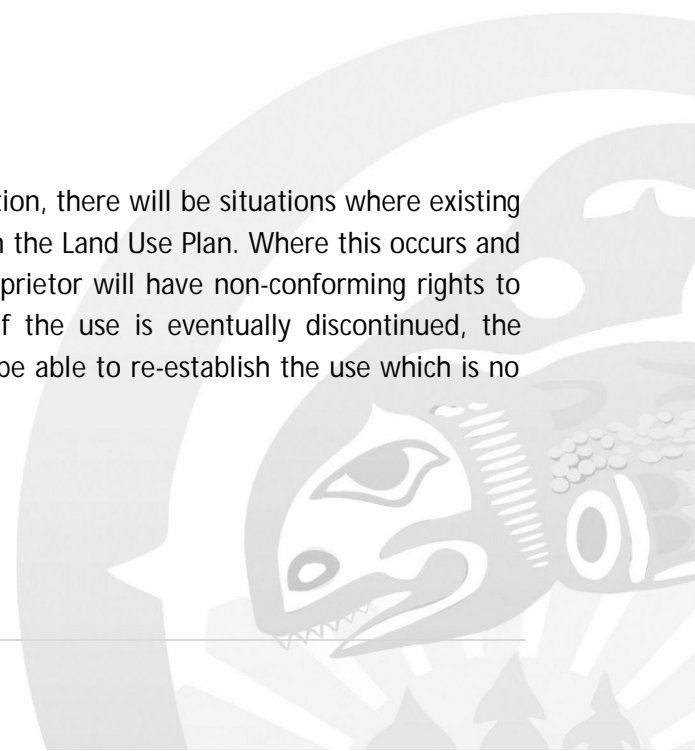 tion, there will be situations where existing
the Land Use Plan. Where this occurs and
prietor will have non-conforming rights to
f the use is eventually discontinued, the
be able to re-establish the use which is no